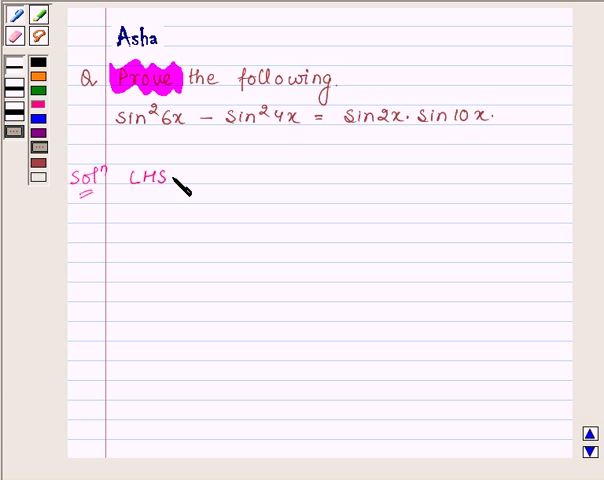 Asha
Q Prove the following.
sin²6x - sin²4x = sin2x. sin10x.
Solⁿ LHS